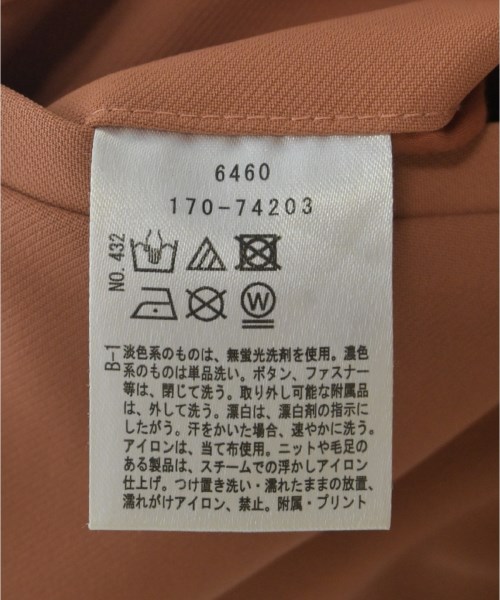 6460
170-74203
NO. 432
W
B-1
淡色系のものは、無蛍光洗剤を使用。濃色
系のものは単品洗い。ボタン、ファスナー
等は、閉じて洗う。取り外し可能な附属品
は、外して洗う。漂白は、漂白剤の指示に
したがう。汗をかいた場合、速やかに洗う。
アイロンは、当て布使用。ニットや毛足の
ある製品は、スチームでの浮かしアイロン
仕上げ。つけ置き洗い・濡れたままの放置、
濡れがけアイロン、禁止。附属・プリント